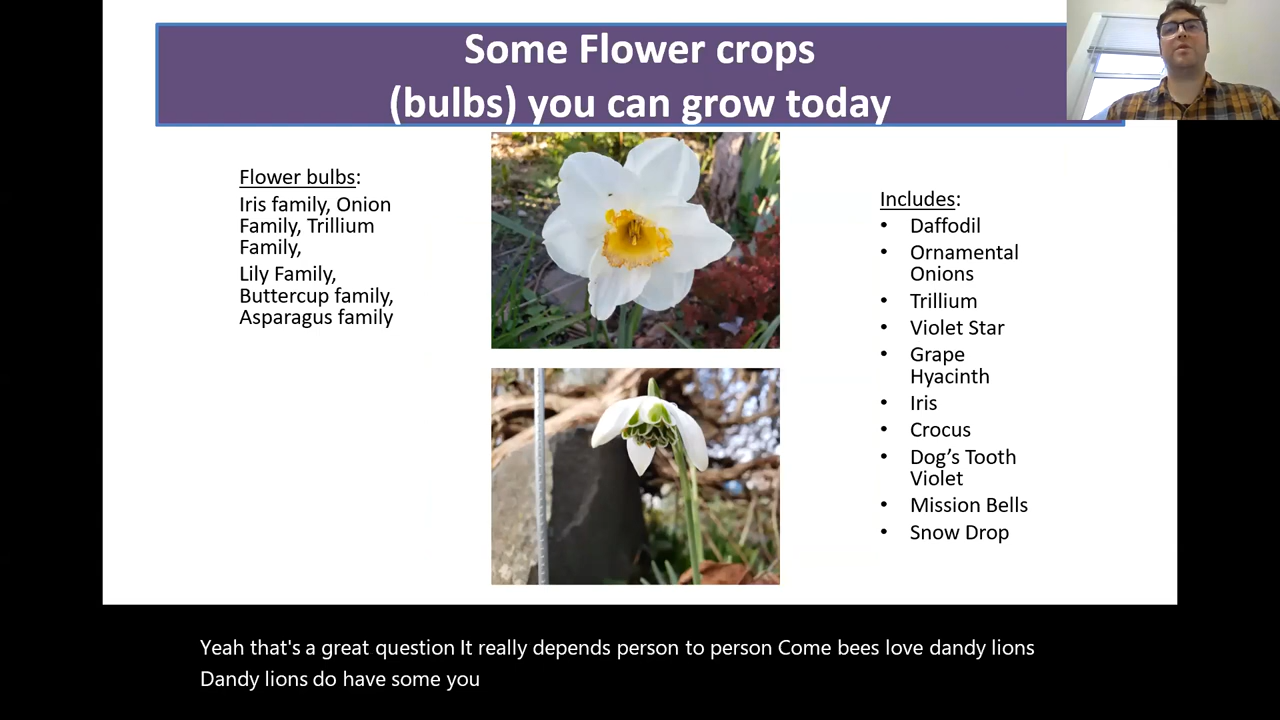 Some Flower crops
(bulbs) you can grow today
Flower bulbs:
Iris family, Onion
Family, Trillium
Family,
Lily Family,
Buttercup family,
Asparagus family
Includes:
• Daffodil
• Ornamental
Onions
• Trillium
• Violet Star
• Grape
Hyacinth
• Iris
• Crocus
• Dog’s Tooth
Violet
• Mission Bells
• Snow Drop
Yeah that's a great question It really depends person to person Come bees love dandy lions
Dandy lions do have some you